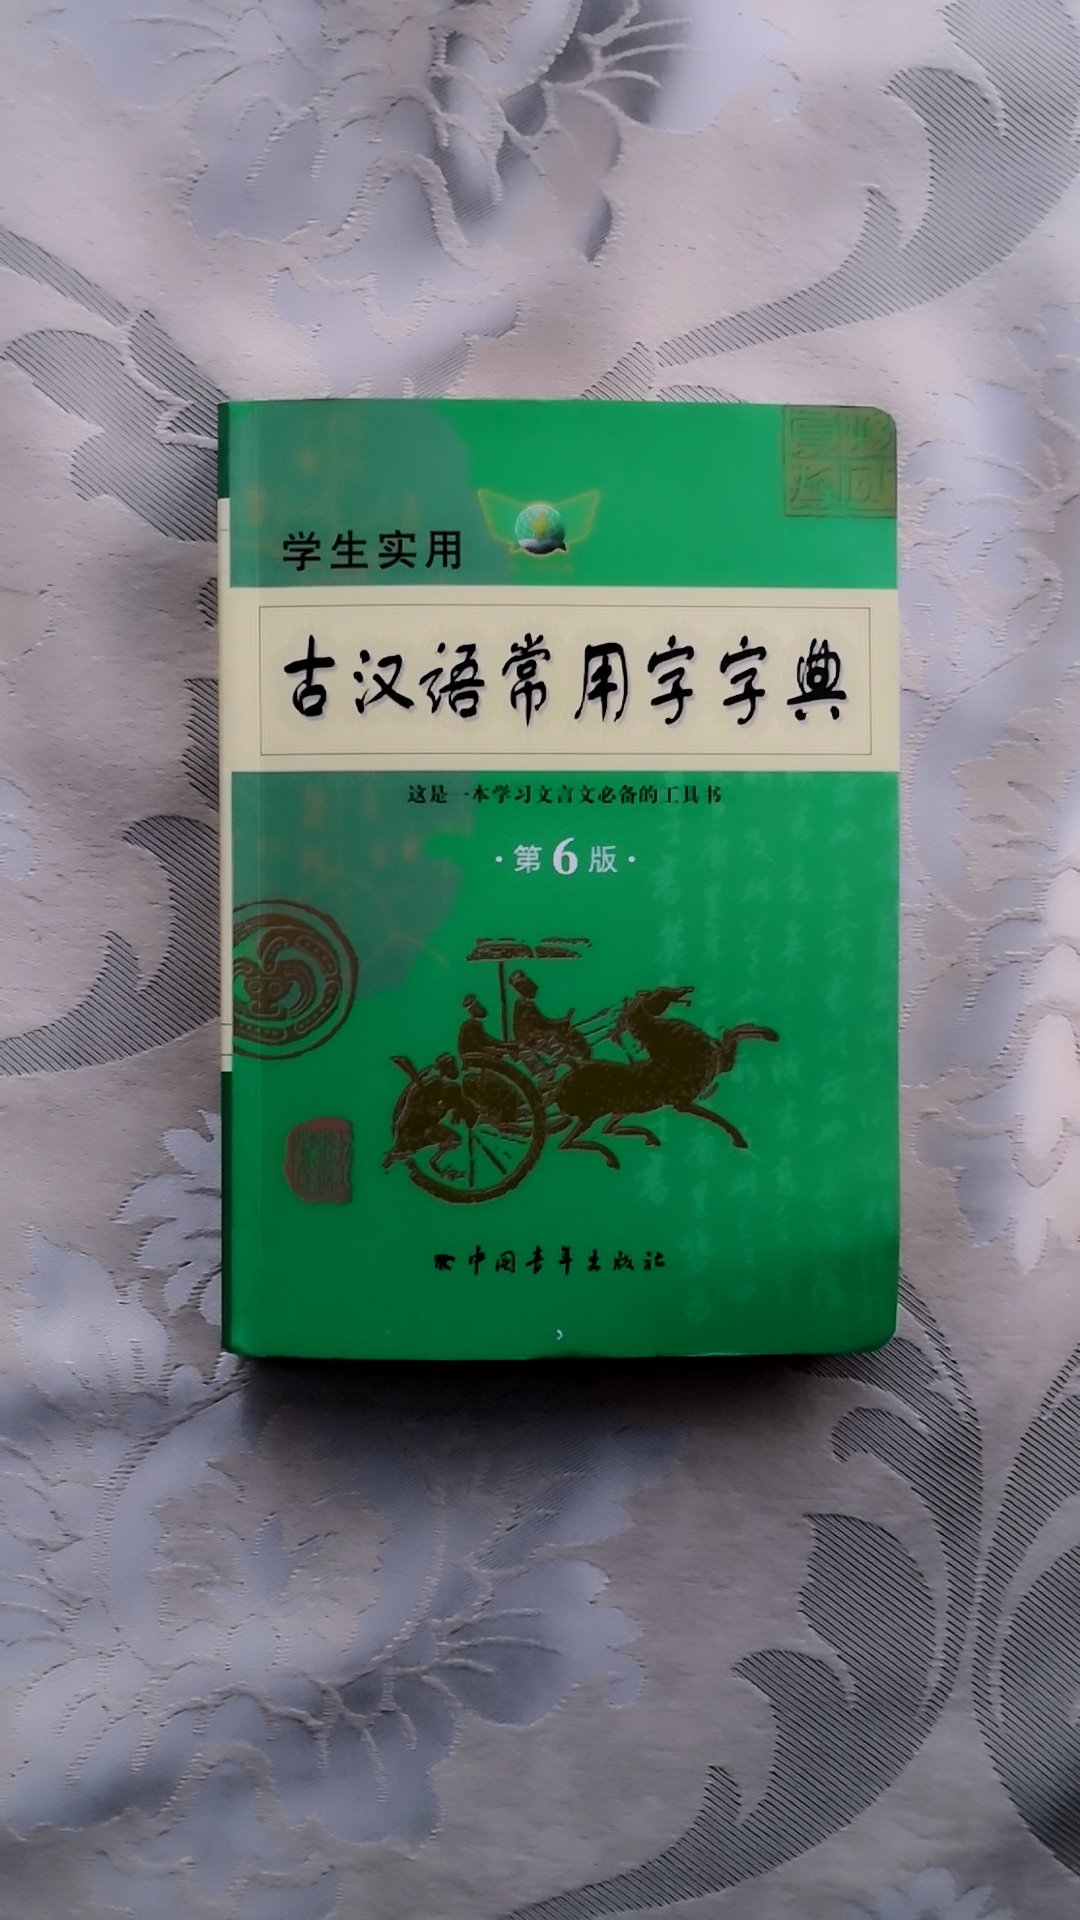 学生实用
古汉语常用字字典
这是一本学习文言文必备的工具书
·第6版·
中国青年出版社